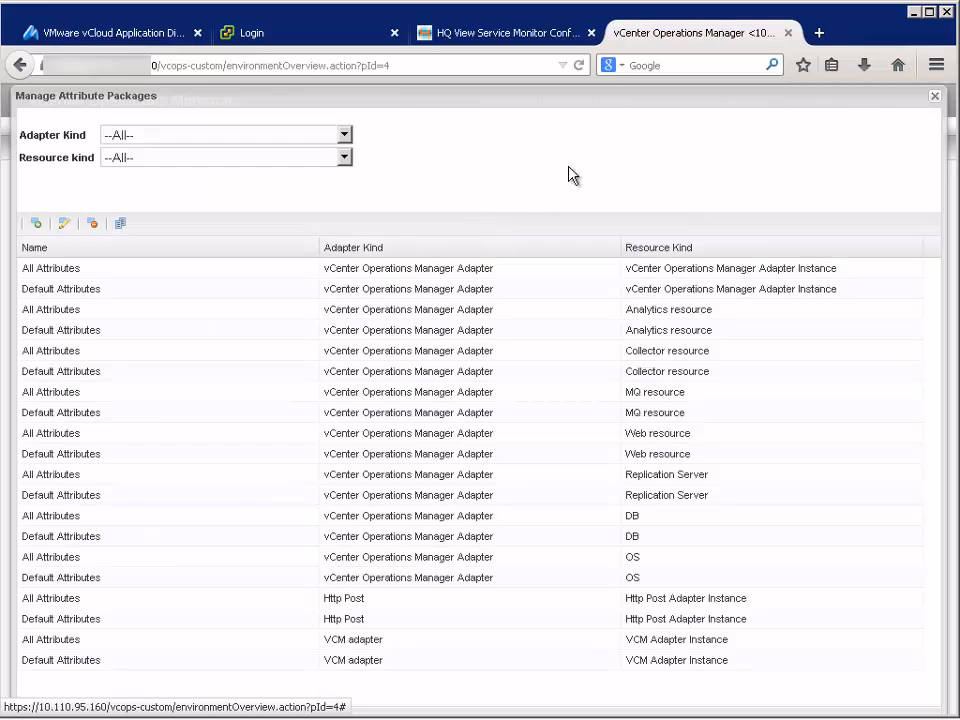 VMware vCloud Application Di...
Login
HQ View Service Monitor Conf...
vCenter Operations Manager <10...
0/vcops-custom/environmentOverview.action?pId=4
Google
Manage Attribute Packages
Adapter Kind --All--
Resource kind --All--
Name Adapter Kind Resource Kind
All Attributes vCenter Operations Manager Adapter vCenter Operations Manager Adapter Instance
Default Attributes vCenter Operations Manager Adapter vCenter Operations Manager Adapter Instance
All Attributes vCenter Operations Manager Adapter Analytics resource
Default Attributes vCenter Operations Manager Adapter Analytics resource
All Attributes vCenter Operations Manager Adapter Collector resource
Default Attributes vCenter Operations Manager Adapter Collector resource
All Attributes vCenter Operations Manager Adapter MQ resource
Default Attributes vCenter Operations Manager Adapter MQ resource
All Attributes vCenter Operations Manager Adapter Web resource
Default Attributes vCenter Operations Manager Adapter Web resource
All Attributes vCenter Operations Manager Adapter Replication Server
Default Attributes vCenter Operations Manager Adapter Replication Server
All Attributes vCenter Operations Manager Adapter DB
Default Attributes vCenter Operations Manager Adapter DB
All Attributes vCenter Operations Manager Adapter OS
Default Attributes vCenter Operations Manager Adapter OS
All Attributes Http Post Http Post Adapter Instance
Default Attributes Http Post Http Post Adapter Instance
All Attributes VCM adapter VCM Adapter Instance
Default Attributes VCM adapter VCM Adapter Instance
https://10.110.95.160/vcops-custom/environmentOverview.action?pId=4#